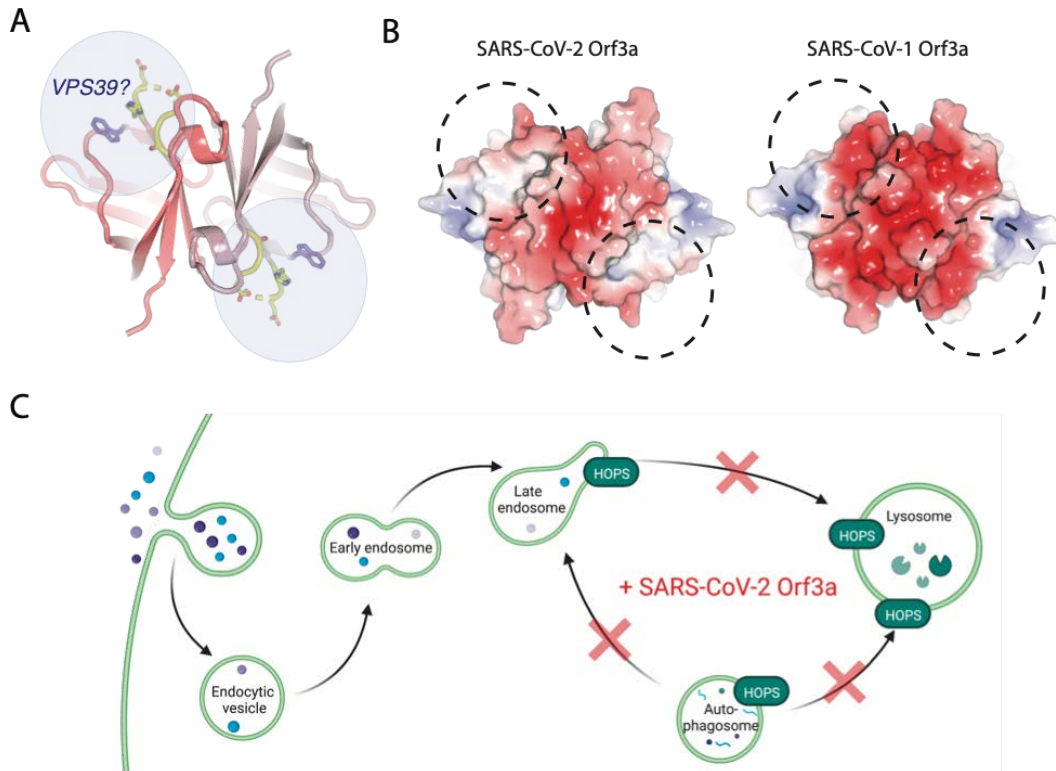 A
VPS39?
B
SARS-CoV-2 Orf3a
SARS-CoV-1 Orf3a
C
Early endosome
Late
endosome
HOPS
Lysosome
HOPS
HOPS
+ SARS-CoV-2 Orf3a
Endocytic
vesicle
HOPS
Auto-
phagosome